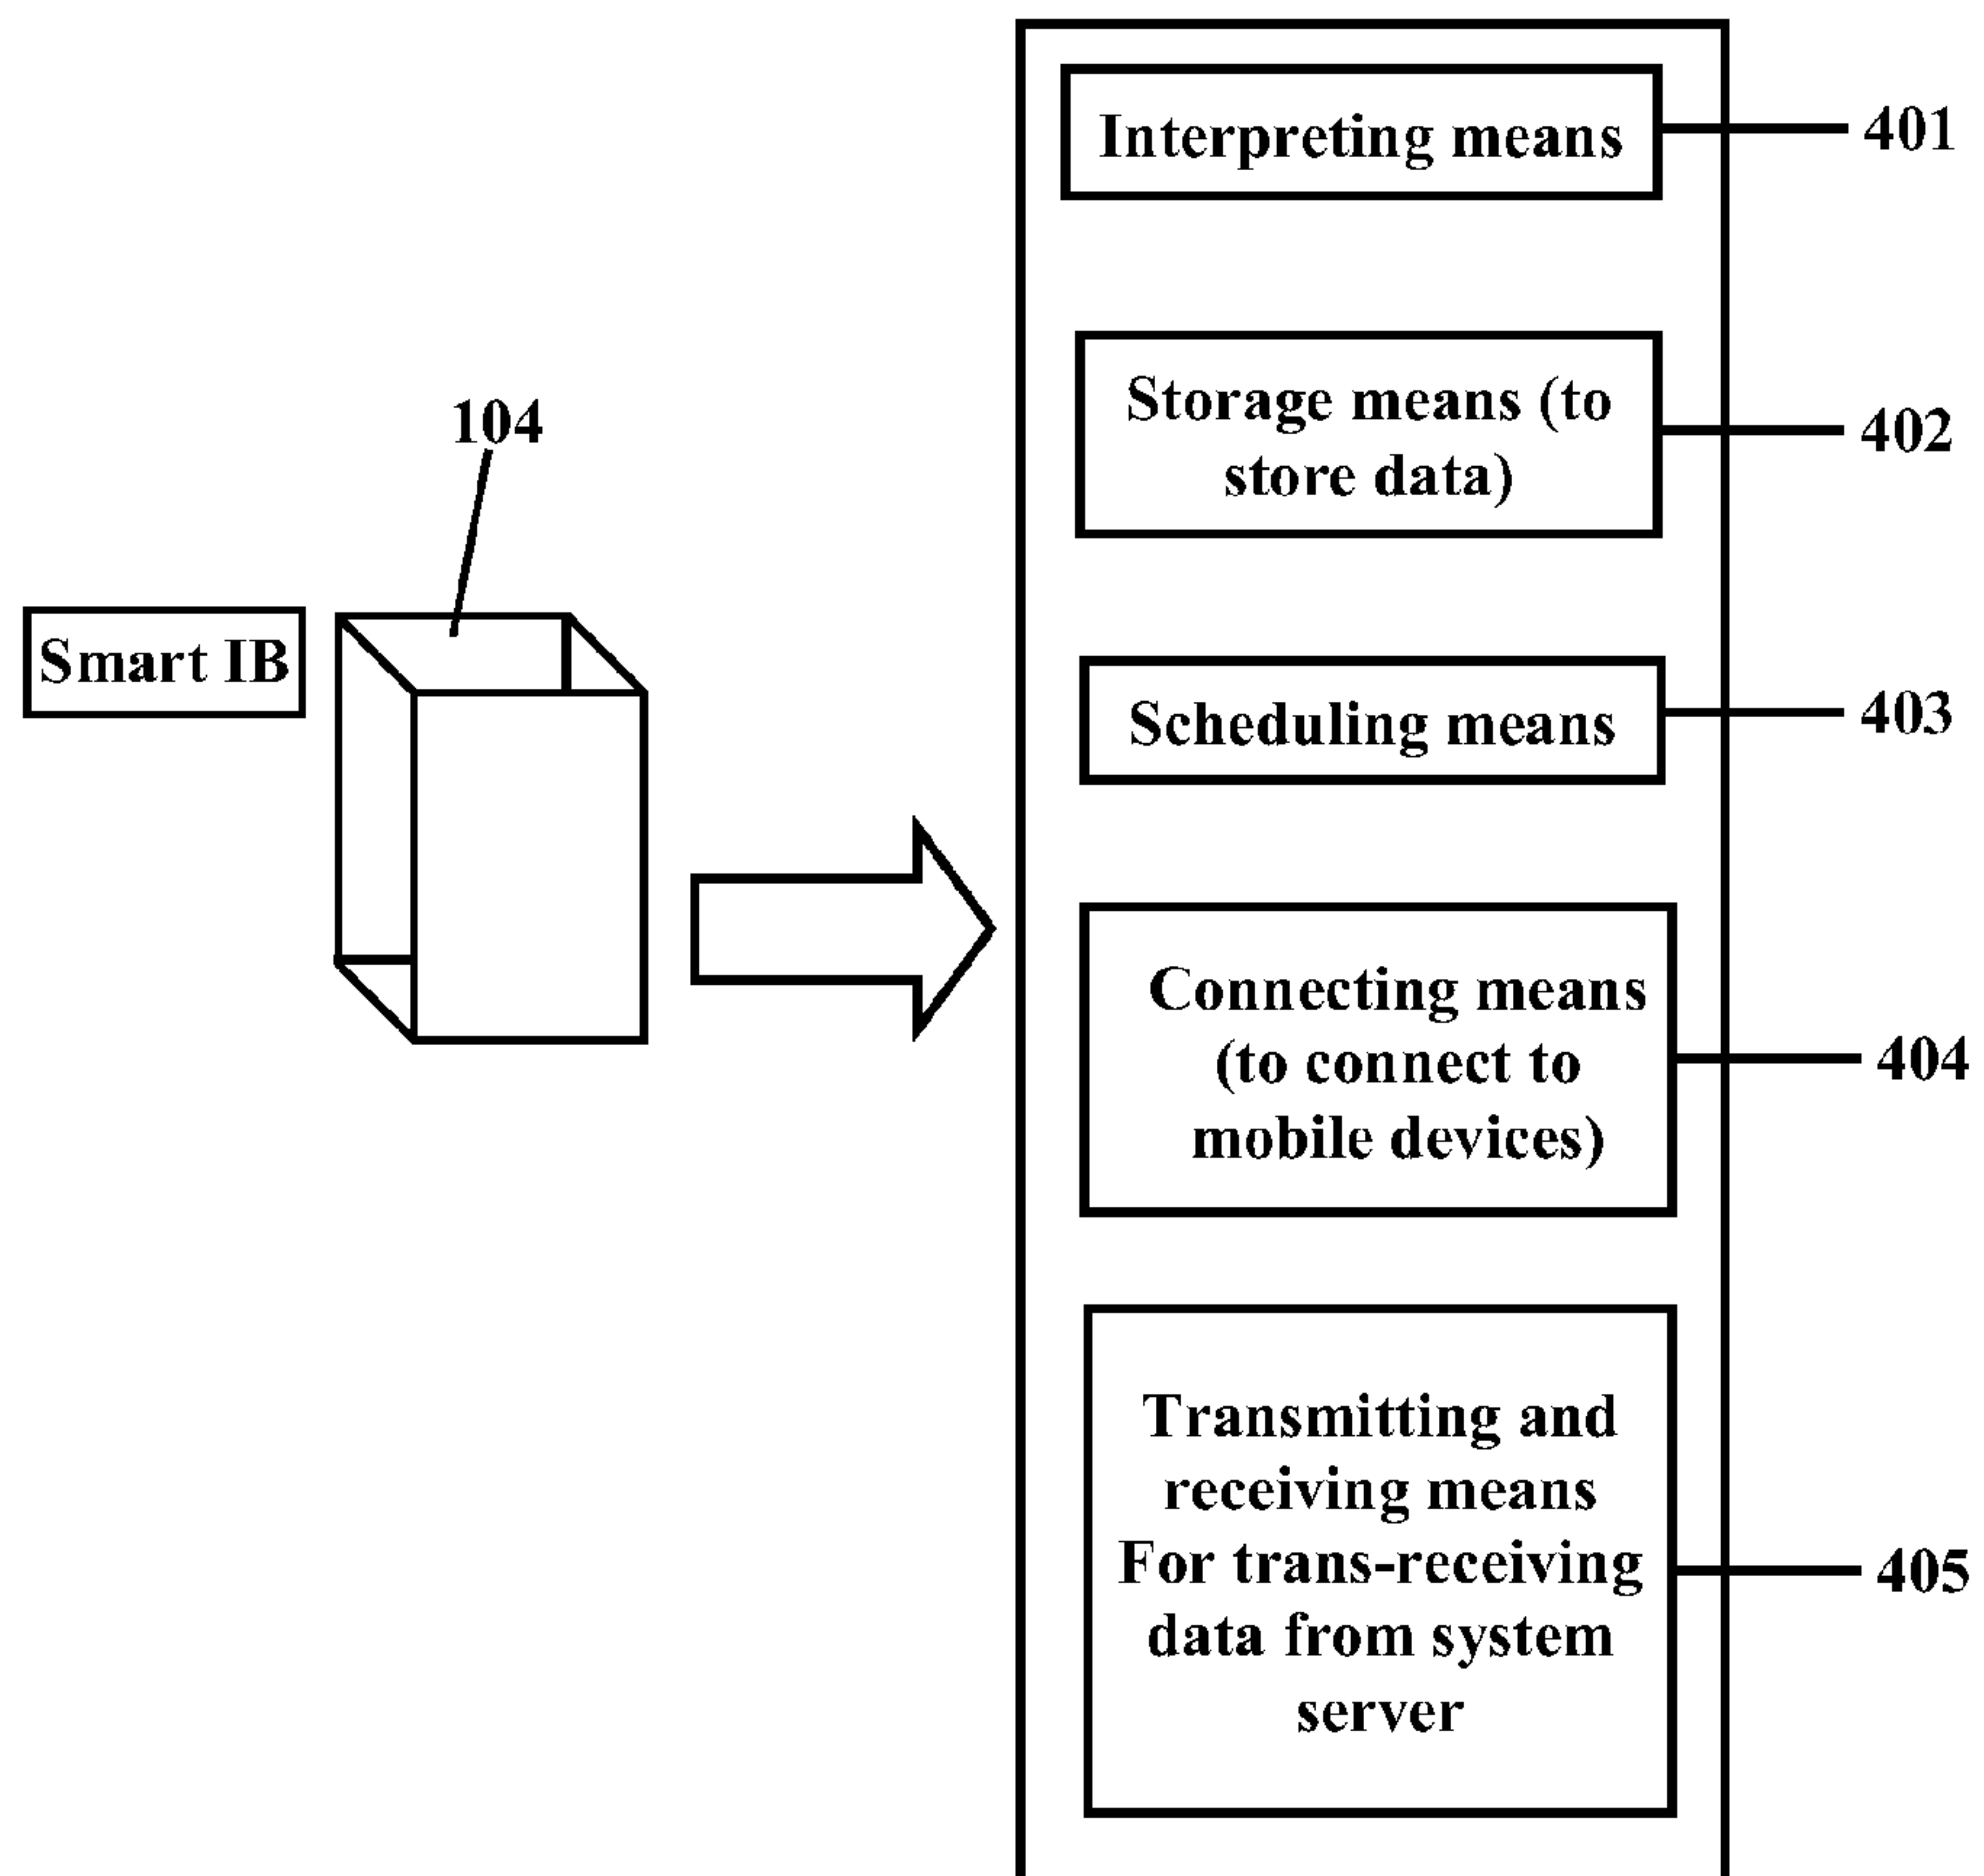 104
Smart IB
Interpreting means
401
Storage means (to
store data)
402
Scheduling means
403
Connecting means
(to connect to
mobile devices)
404
Transmitting and
receiving means
For trans-receiving
data from system
server
405